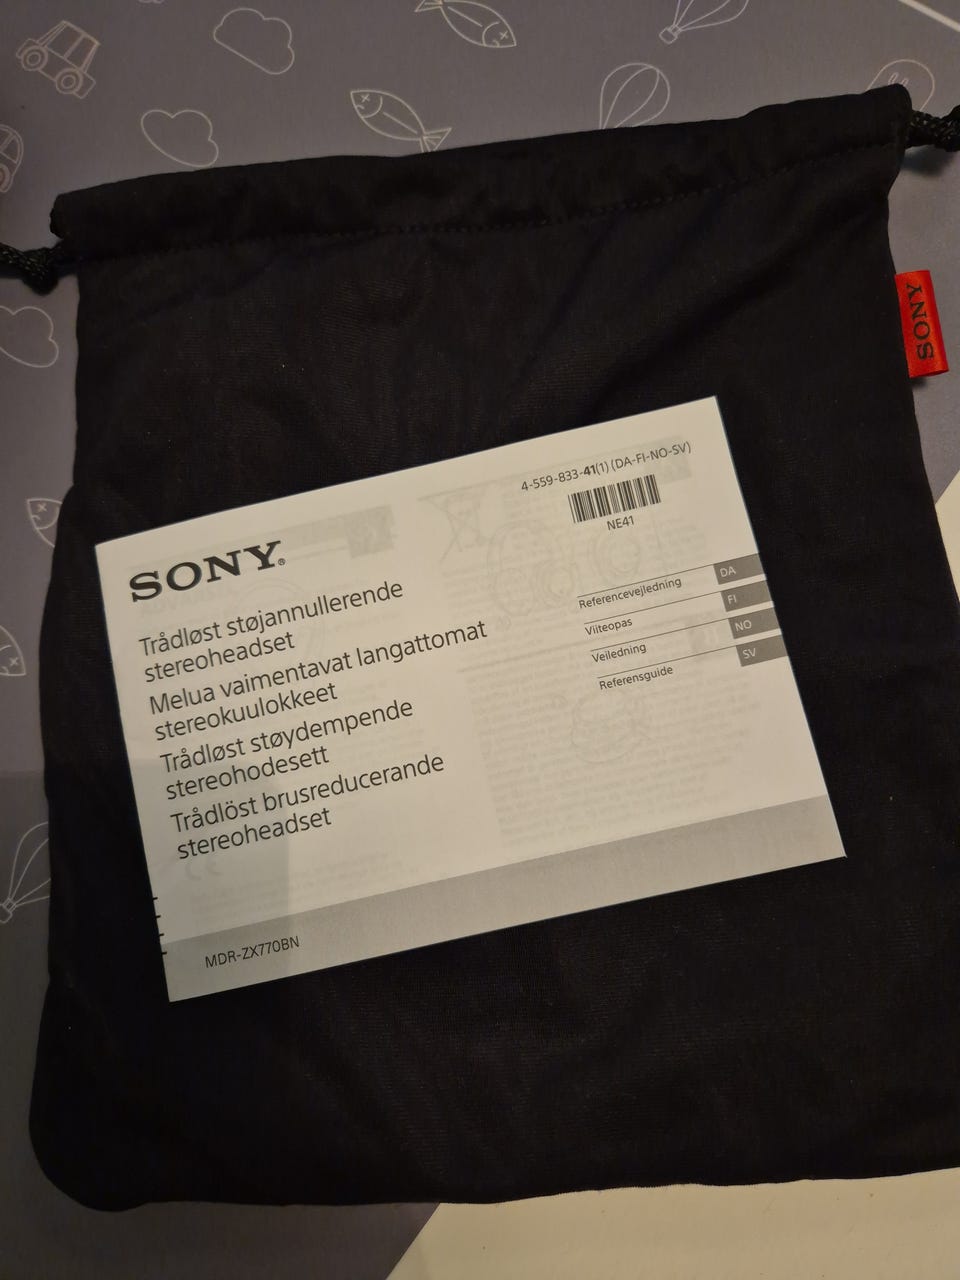 SONY
4-559-833-41(1) (DA-FI-NO-SV)
NE41
SONY®
Trådløst støjannullerende
stereoheadset
Melua vaimentavat langattomat
stereokuulokkeet
Trådløst støydempende
stereohodesett
Trådlöst brusreducerande
stereoheadset
Referencevejledning DA
Viiteopas FI
Veiledning NO
Referensguide SV
MDR-ZX770BN